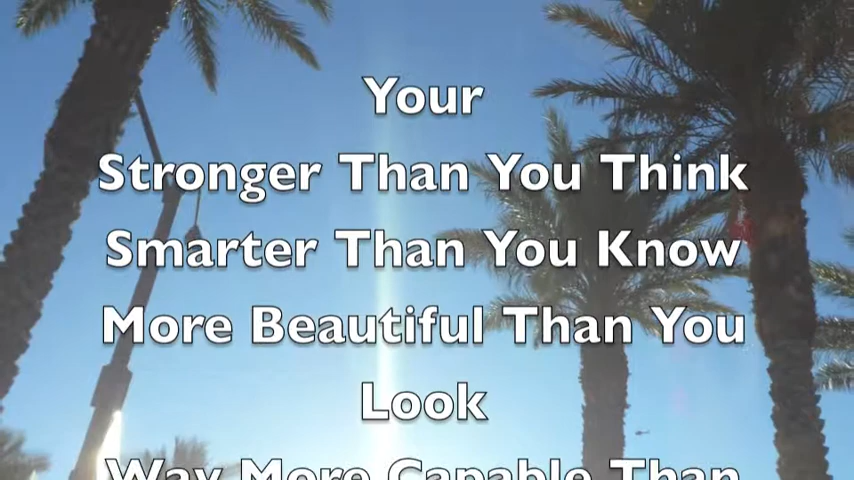 Your
Stronger Than You Think
Smarter Than You Know
More Beautiful Than You
Look
Way More Capable Than